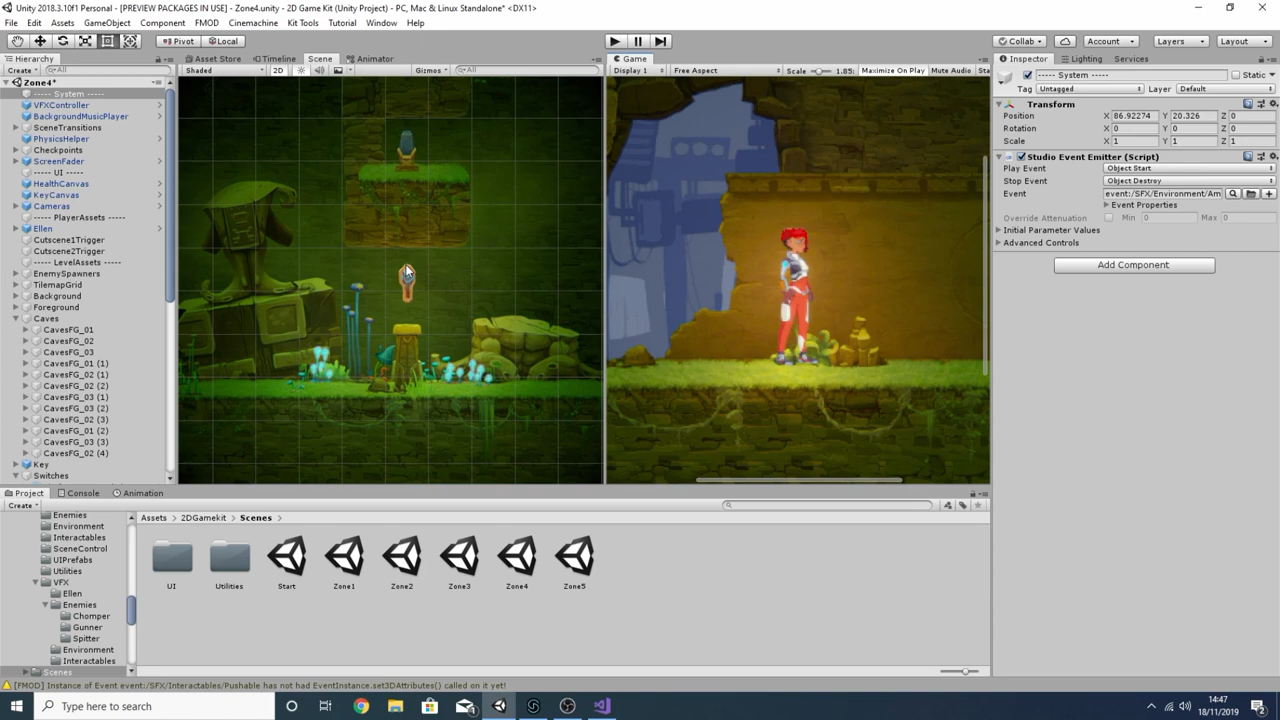 Unity 2018.3.10f1 Personal - [PREVIEW PACKAGES IN USE] - Zone4.unity - 2D Game Kit (Unity Project) - PC, Mac & Linux Standalone* <DX11>
File Edit Assets GameObject Component FMOD Cinemachine Kit Tools Tutorial Window Help
Pivot Local Collab Account Layers Layout
Hierarchy Asset Store Timeline Scene Animator Game Inspector Lighting Services
Create All Shaded 2D Gizmos All Display 1 Free Aspect Scale 1.85: Maximize On Play Mute Audio Sta
Zone4*
----- System -----
VFXController
BackgroundMusicPlayer
SceneTransitions
PhysicsHelper
Checkpoints
ScreenFader
----- UI -----
HealthCanvas
KeyCanvas
Cameras
----- PlayerAssets -----
Ellen
Cutscene1Trigger
Cutscene2Trigger
----- LevelAssets -----
EnemySpawners
TilemapGrid
Background
Foreground
Caves
CavesFG_01
CavesFG_02
CavesFG_03
CavesFG_01 (1)
CavesFG_02 (1)
CavesFG_02 (2)
CavesFG_03 (1)
CavesFG_03 (2)
CavesFG_02 (3)
CavesFG_01 (2)
CavesFG_03 (3)
CavesFG_02 (4)
Key
Switches
----- System ----- Static
Tag Untagged Layer Default
Transform
Position X 86.92274 Y 20.326 Z 0
Rotation X 0 Y 0 Z 0
Scale X 1 Y 1 Z 1
Studio Event Emitter (Script)
Play Event Object Start
Stop Event Object Destroy
Event event:/SFX/Environment/Am
Event Properties
Override Attenuation Min 0 Max 0
Initial Parameter Values
Advanced Controls
Add Component
Project Console Animation
Create
Enemies
Environment
Interactables
SceneControl
UIPrefabs
Utilities
VFX
Ellen
Enemies
Chomper
Gunner
Spitter
Environment
Interactables
Scenes
Assets 2DGamekit Scenes
UI Utilities Start Zone1 Zone2 Zone3 Zone4 Zone5
[FMOD] Instance of Event event:/SFX/Interactables/Pushable has not had EventInstance.set3DAttributes() called on it yet!
Type here to search
14:47
18/11/2019
2